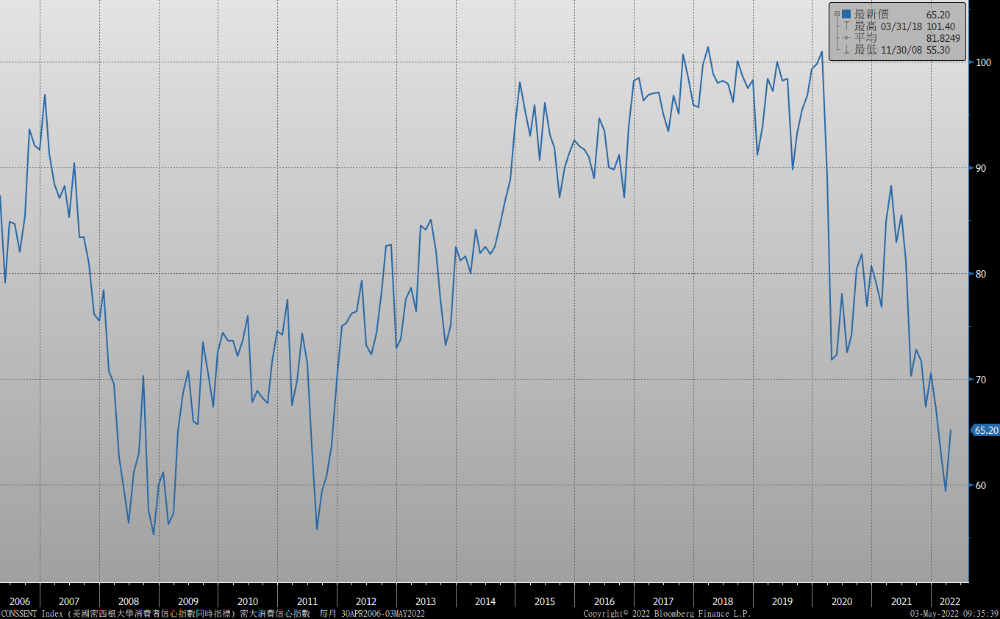 最新價 65.20
最高 03/31/18 101.40
平均 81.8249
最低 11/30/08 55.30
100
90
80
70
65.20
60
2006 2007 2008 2009 2010 2011 2012 2013 2014 2015 2016 2017 2018 2019 2020 2021 2022
CONSSENT Index (美國密西根大學消費者信心指數同時指標) 密大消費信心指數 每月 30APR2006-03MAY2022 Copyright© 2022 Bloomberg Finance L.P. 03-May-2022 09:35:39